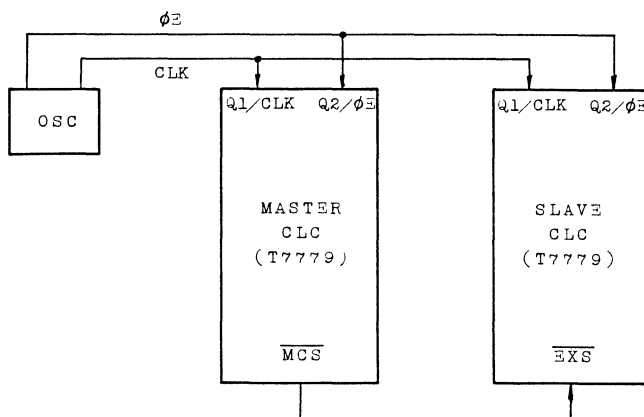 φE
CLK
OSC
Q1/CLK Q2/φE
MASTER
CLC
(T7779)
MCS
Q1/CLK Q2/φE
SLAVE
CLC
(T7779)
EXS